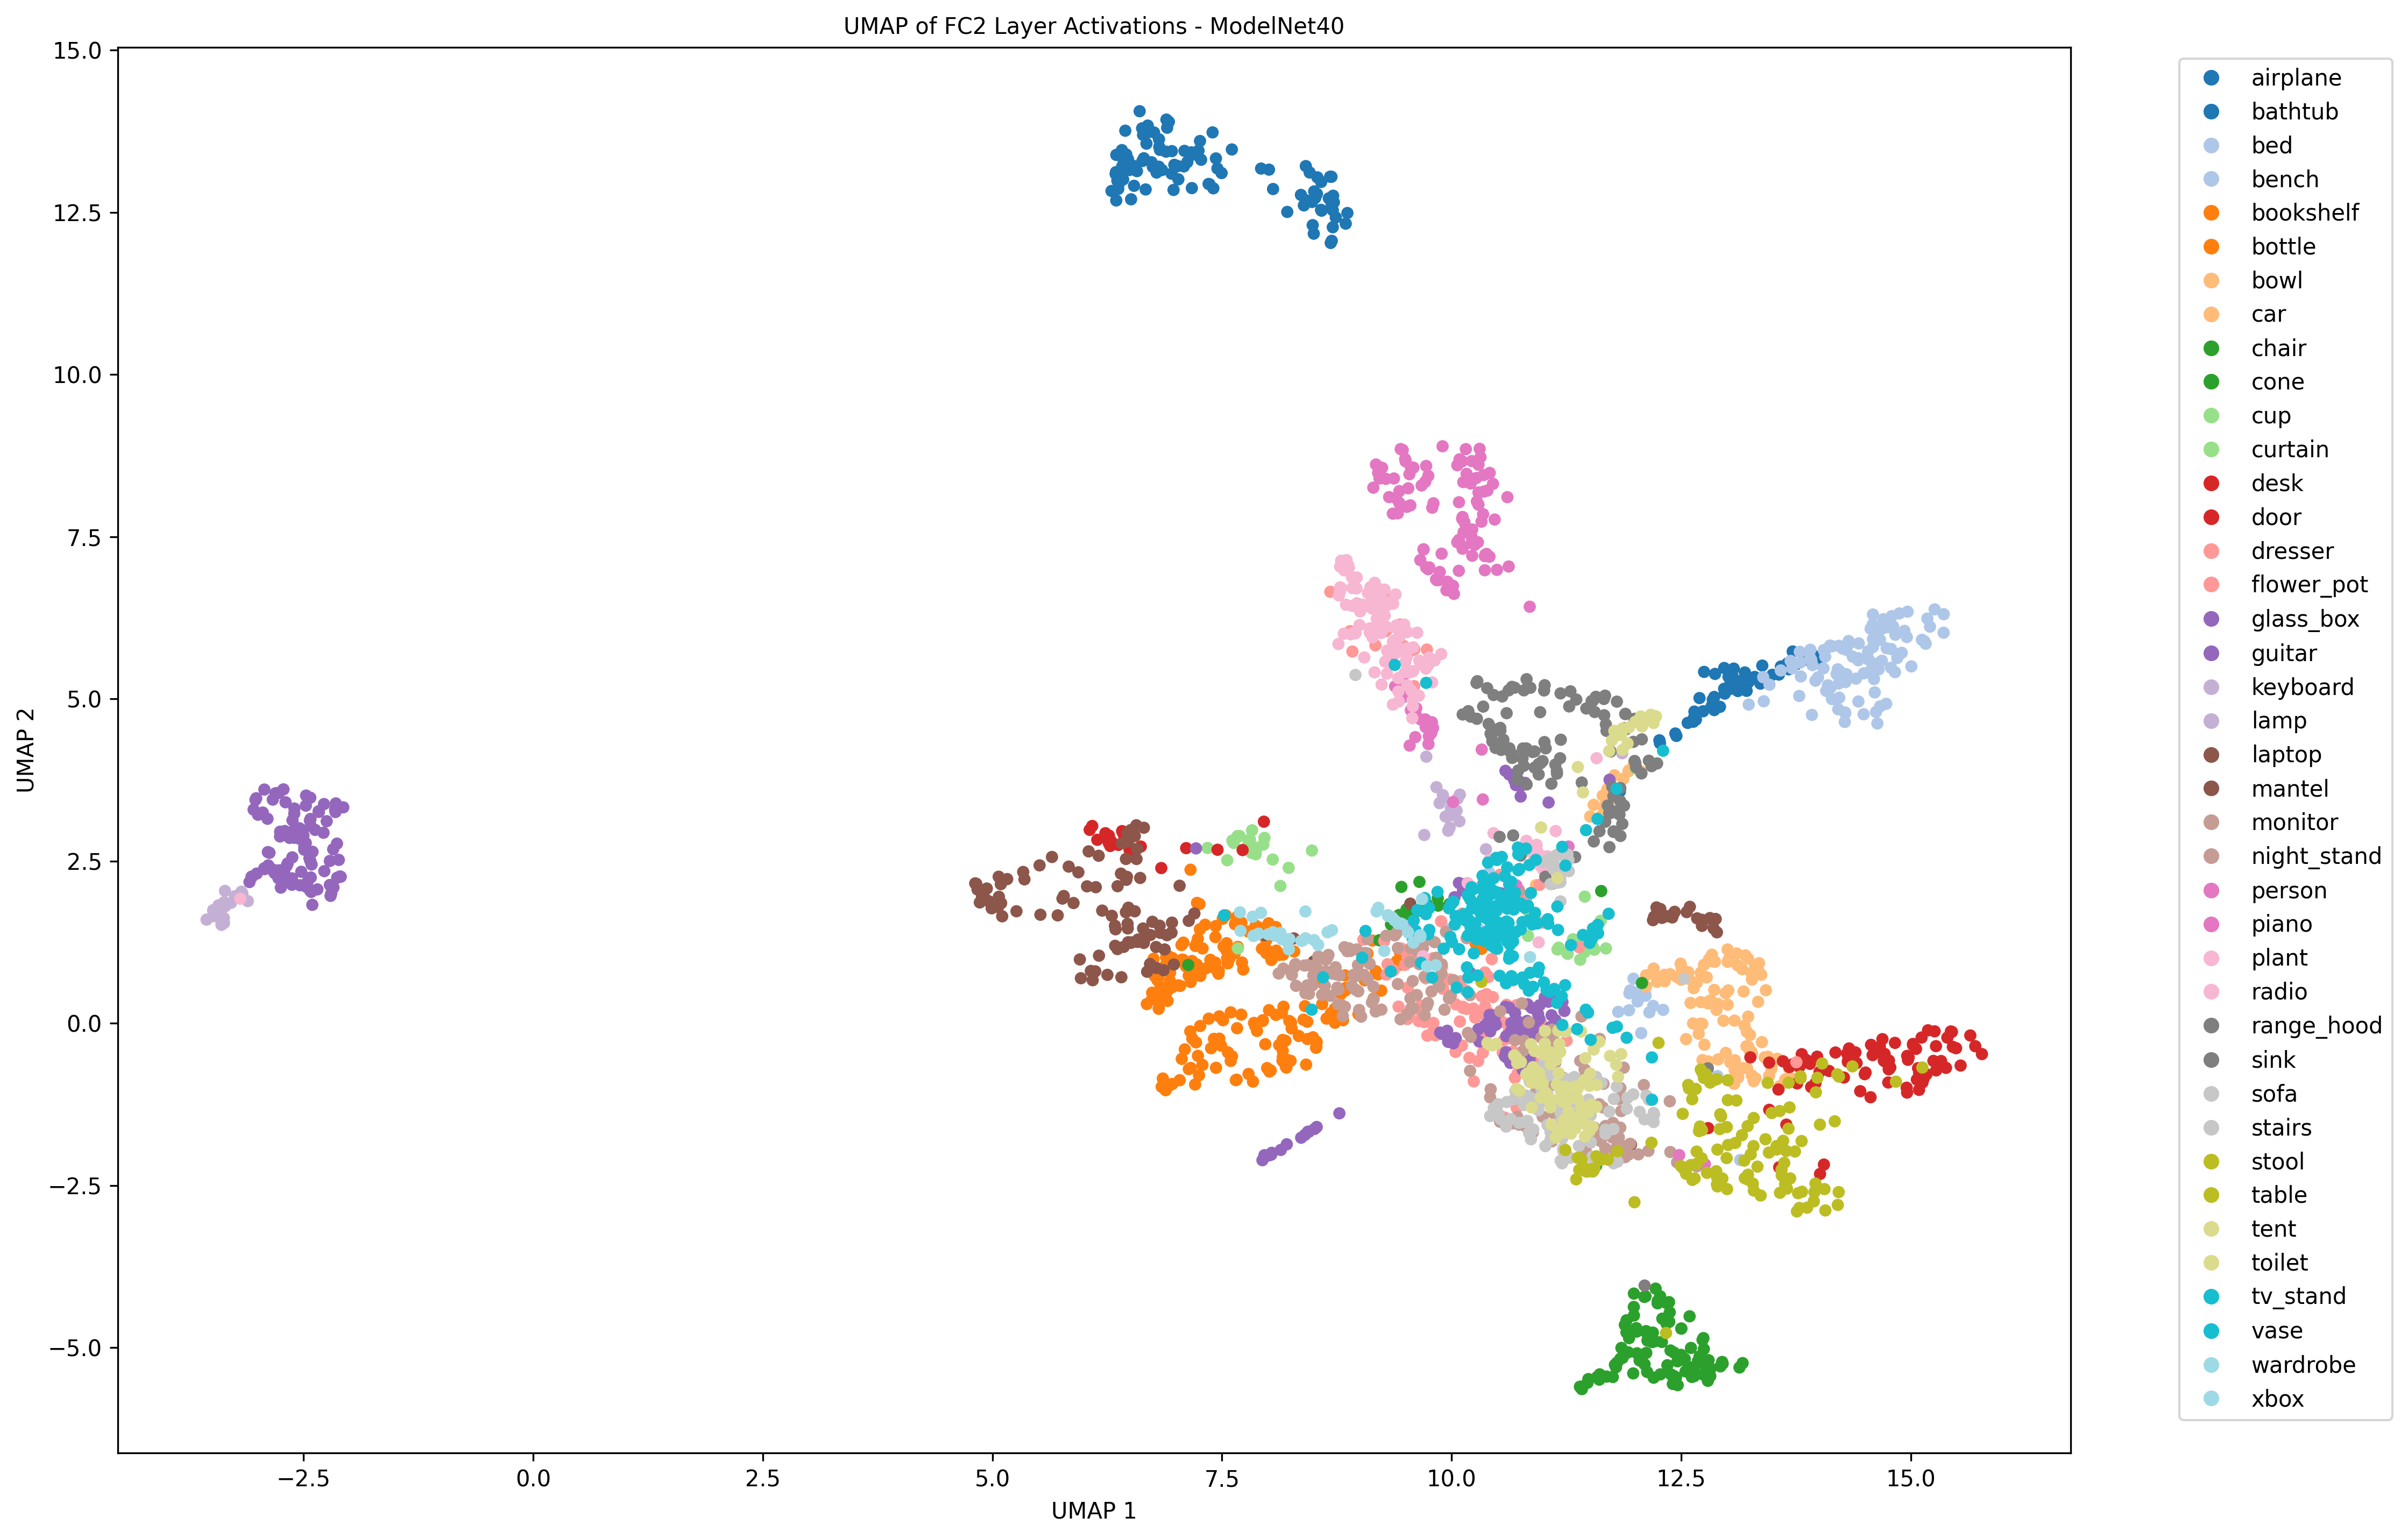 UMAP of FC2 Layer Activations - ModelNet40
15.0
12.5
10.0
7.5
5.0
2.5
0.0
−2.5
−5.0
UMAP 2
−2.5
0.0
2.5
5.0
7.5
10.0
12.5
15.0
UMAP 1
airplane
bathtub
bed
bench
bookshelf
bottle
bowl
car
chair
cone
cup
curtain
desk
door
dresser
flower_pot
glass_box
guitar
keyboard
lamp
laptop
mantel
monitor
night_stand
person
piano
plant
radio
range_hood
sink
sofa
stairs
stool
table
tent
toilet
tv_stand
vase
wardrobe
xbox